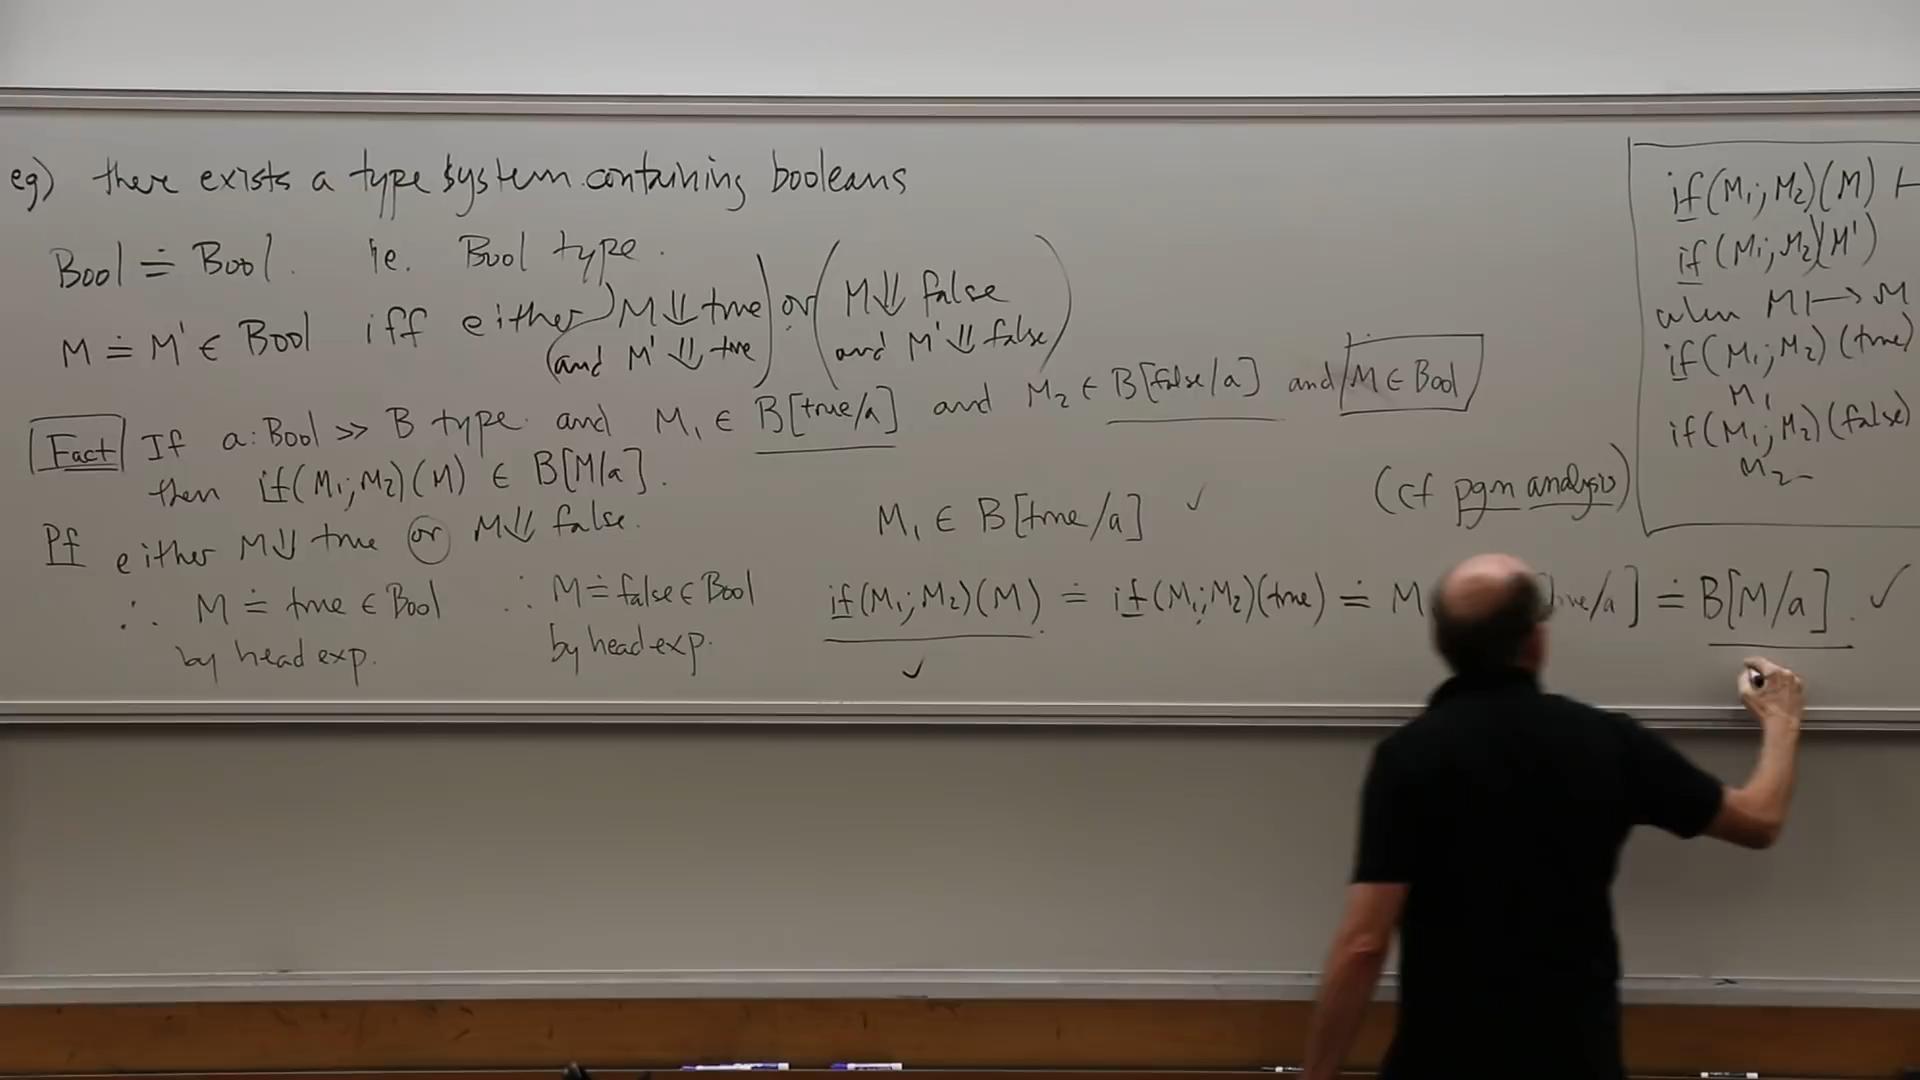 eg) there exists a type system containing booleans
Bool ≐ Bool. ie. Bool type.
M ≐ M' ∈ Bool iff either (M ⇓ true and M' ⇓ true) or (M ⇓ false and M' ⇓ false)
Fact If a:Bool >> B type and M₁ ∈ B[true/a] and M₂ ∈ B[false/a] and M ∈ Bool
then if(M₁;M₂)(M) ∈ B[M/a].
Pf either M ⇓ true or M ⇓ false.
∴ M ≐ true ∈ Bool
by head exp.
∴ M ≐ false ∈ Bool
by head exp.
M₁ ∈ B[true/a] ✓
(cf pgm analysis)
if(M₁;M₂)(M) ≐ if(M₁;M₂)(true) ≐ M /a] ≐ B[M/a]. ✓
✓
if(M₁;M₂)(M) ↦
if(M₁;M₂)(M')
when M ↦ M
if(M₁;M₂)(true)
M₁
if(M₁;M₂)(false)
M₂